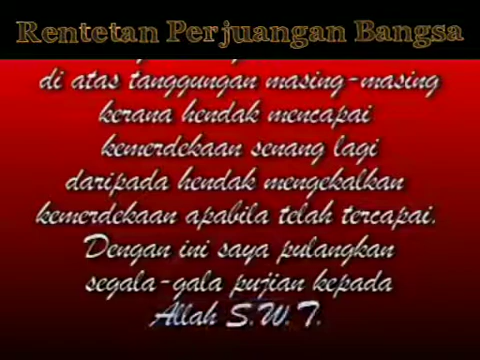 Rentetan Perjuangan Bangsa
di atas tanggungan masing-masing
kerana hendak mencapai
kemerdekaan senang lagi
daripada hendak mengekalkan
kemerdekaan apabila telah tercapai.
Dengan ini saya pulangkan
segala-gala pujian kepada
Allah S.W.T.